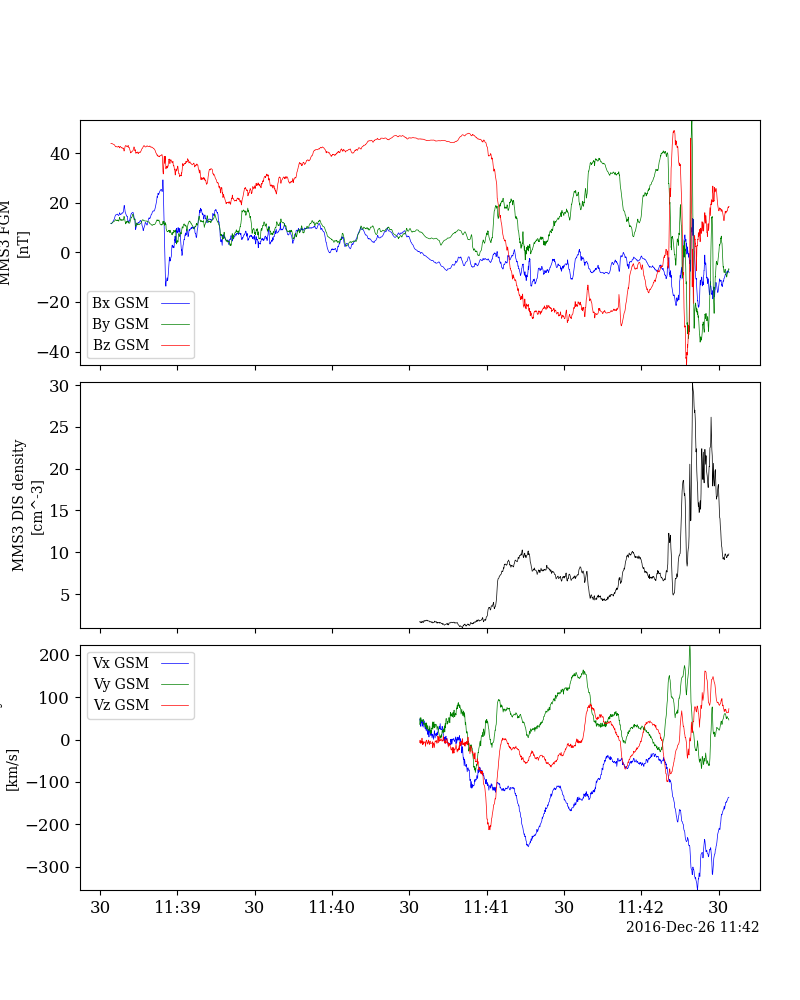 MMS3 FGM
[nT]
40
20
0
−20
−40
Bx GSM
By GSM
Bz GSM
MMS3 DIS density
[cm^-3]
30
25
20
15
10
5
[km/s]
200
100
0
−100
−200
−300
Vx GSM
Vy GSM
Vz GSM
30 11:39 30 11:40 30 11:41 30 11:42 30
2016-Dec-26 11:42